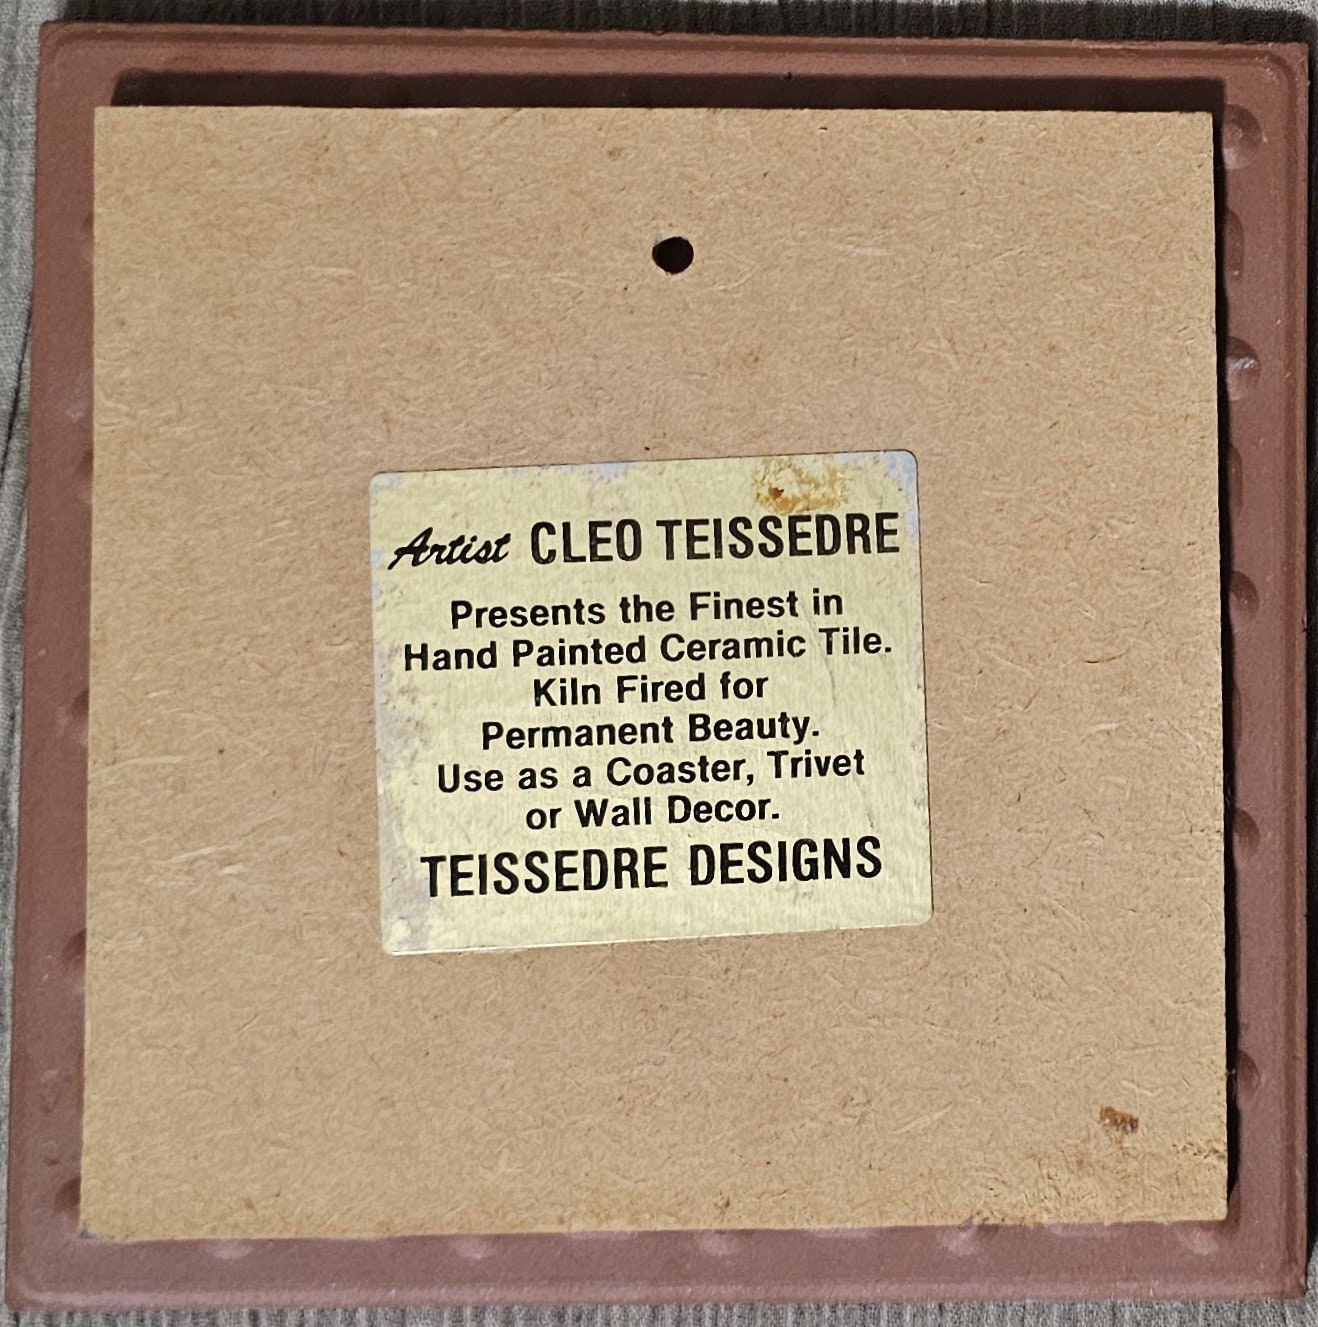 Artist CLEO TEISSEDRE
Presents the Finest in
Hand Painted Ceramic Tile.
Kiln Fired for
Permanent Beauty.
Use as a Coaster, Trivet
or Wall Decor.
TEISSEDRE DESIGNS